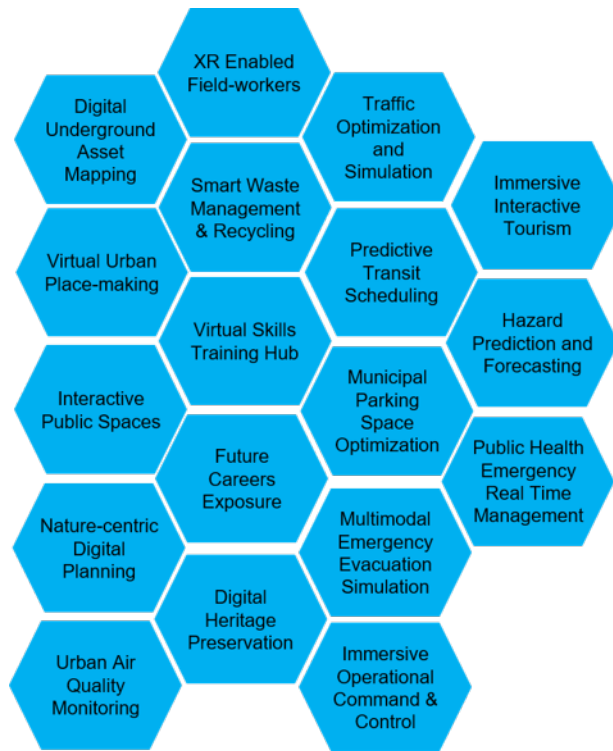 XR Enabled
Field-workers
Digital
Underground
Asset
Mapping
Traffic
Optimization
and
Simulation
Smart Waste
Management
& Recycling
Immersive
Interactive
Tourism
Virtual Urban
Place-making
Predictive
Transit
Scheduling
Virtual Skills
Training Hub
Hazard
Prediction and
Forecasting
Interactive
Public Spaces
Municipal
Parking
Space
Optimization
Future
Careers
Exposure
Public Health
Emergency
Real Time
Management
Nature-centric
Digital
Planning
Multimodal
Emergency
Evacuation
Simulation
Digital
Heritage
Preservation
Urban Air
Quality
Monitoring
Immersive
Operational
Command &
Control